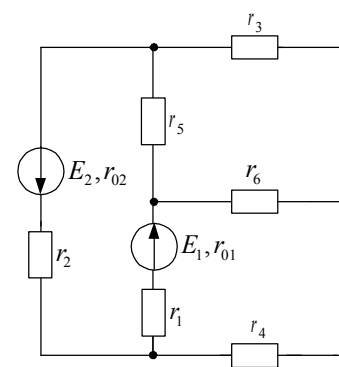 r₃
r₅
E₂, r₀₂
r₆
E₁, r₀₁
r₂
r₁
r₄